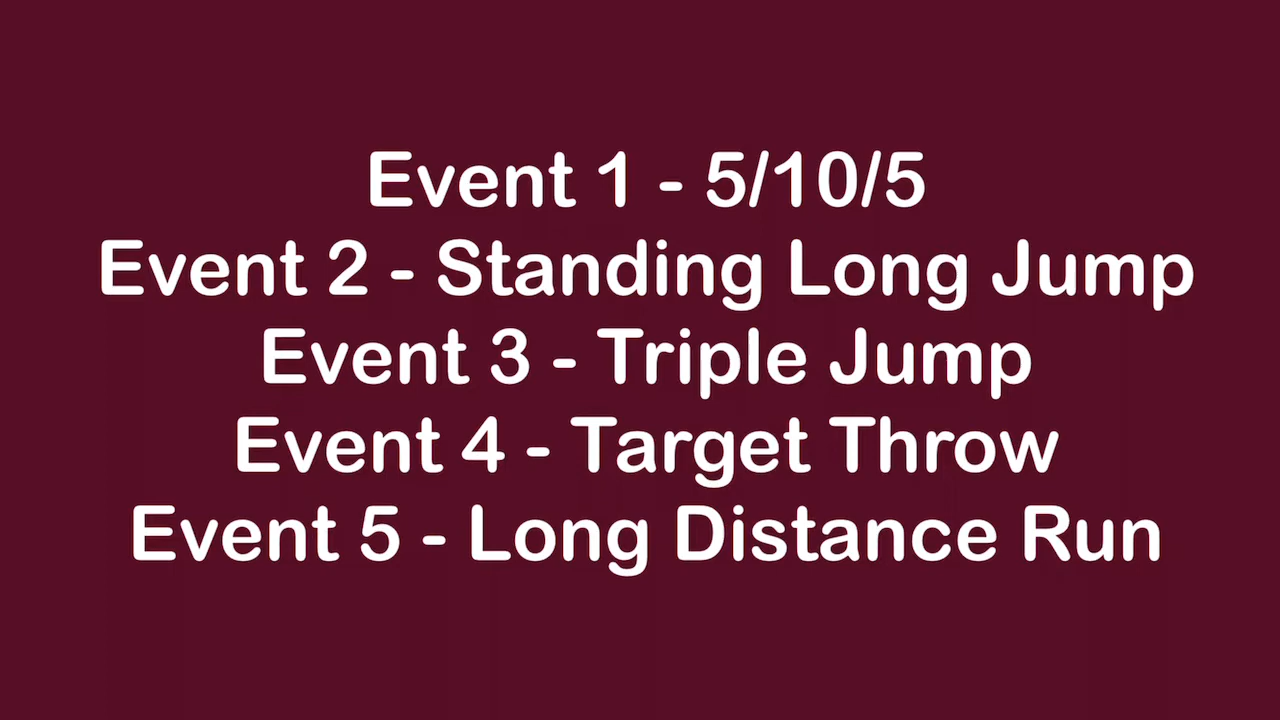 Event 1 - 5/10/5
Event 2 - Standing Long Jump
Event 3 - Triple Jump
Event 4 - Target Throw
Event 5 - Long Distance Run